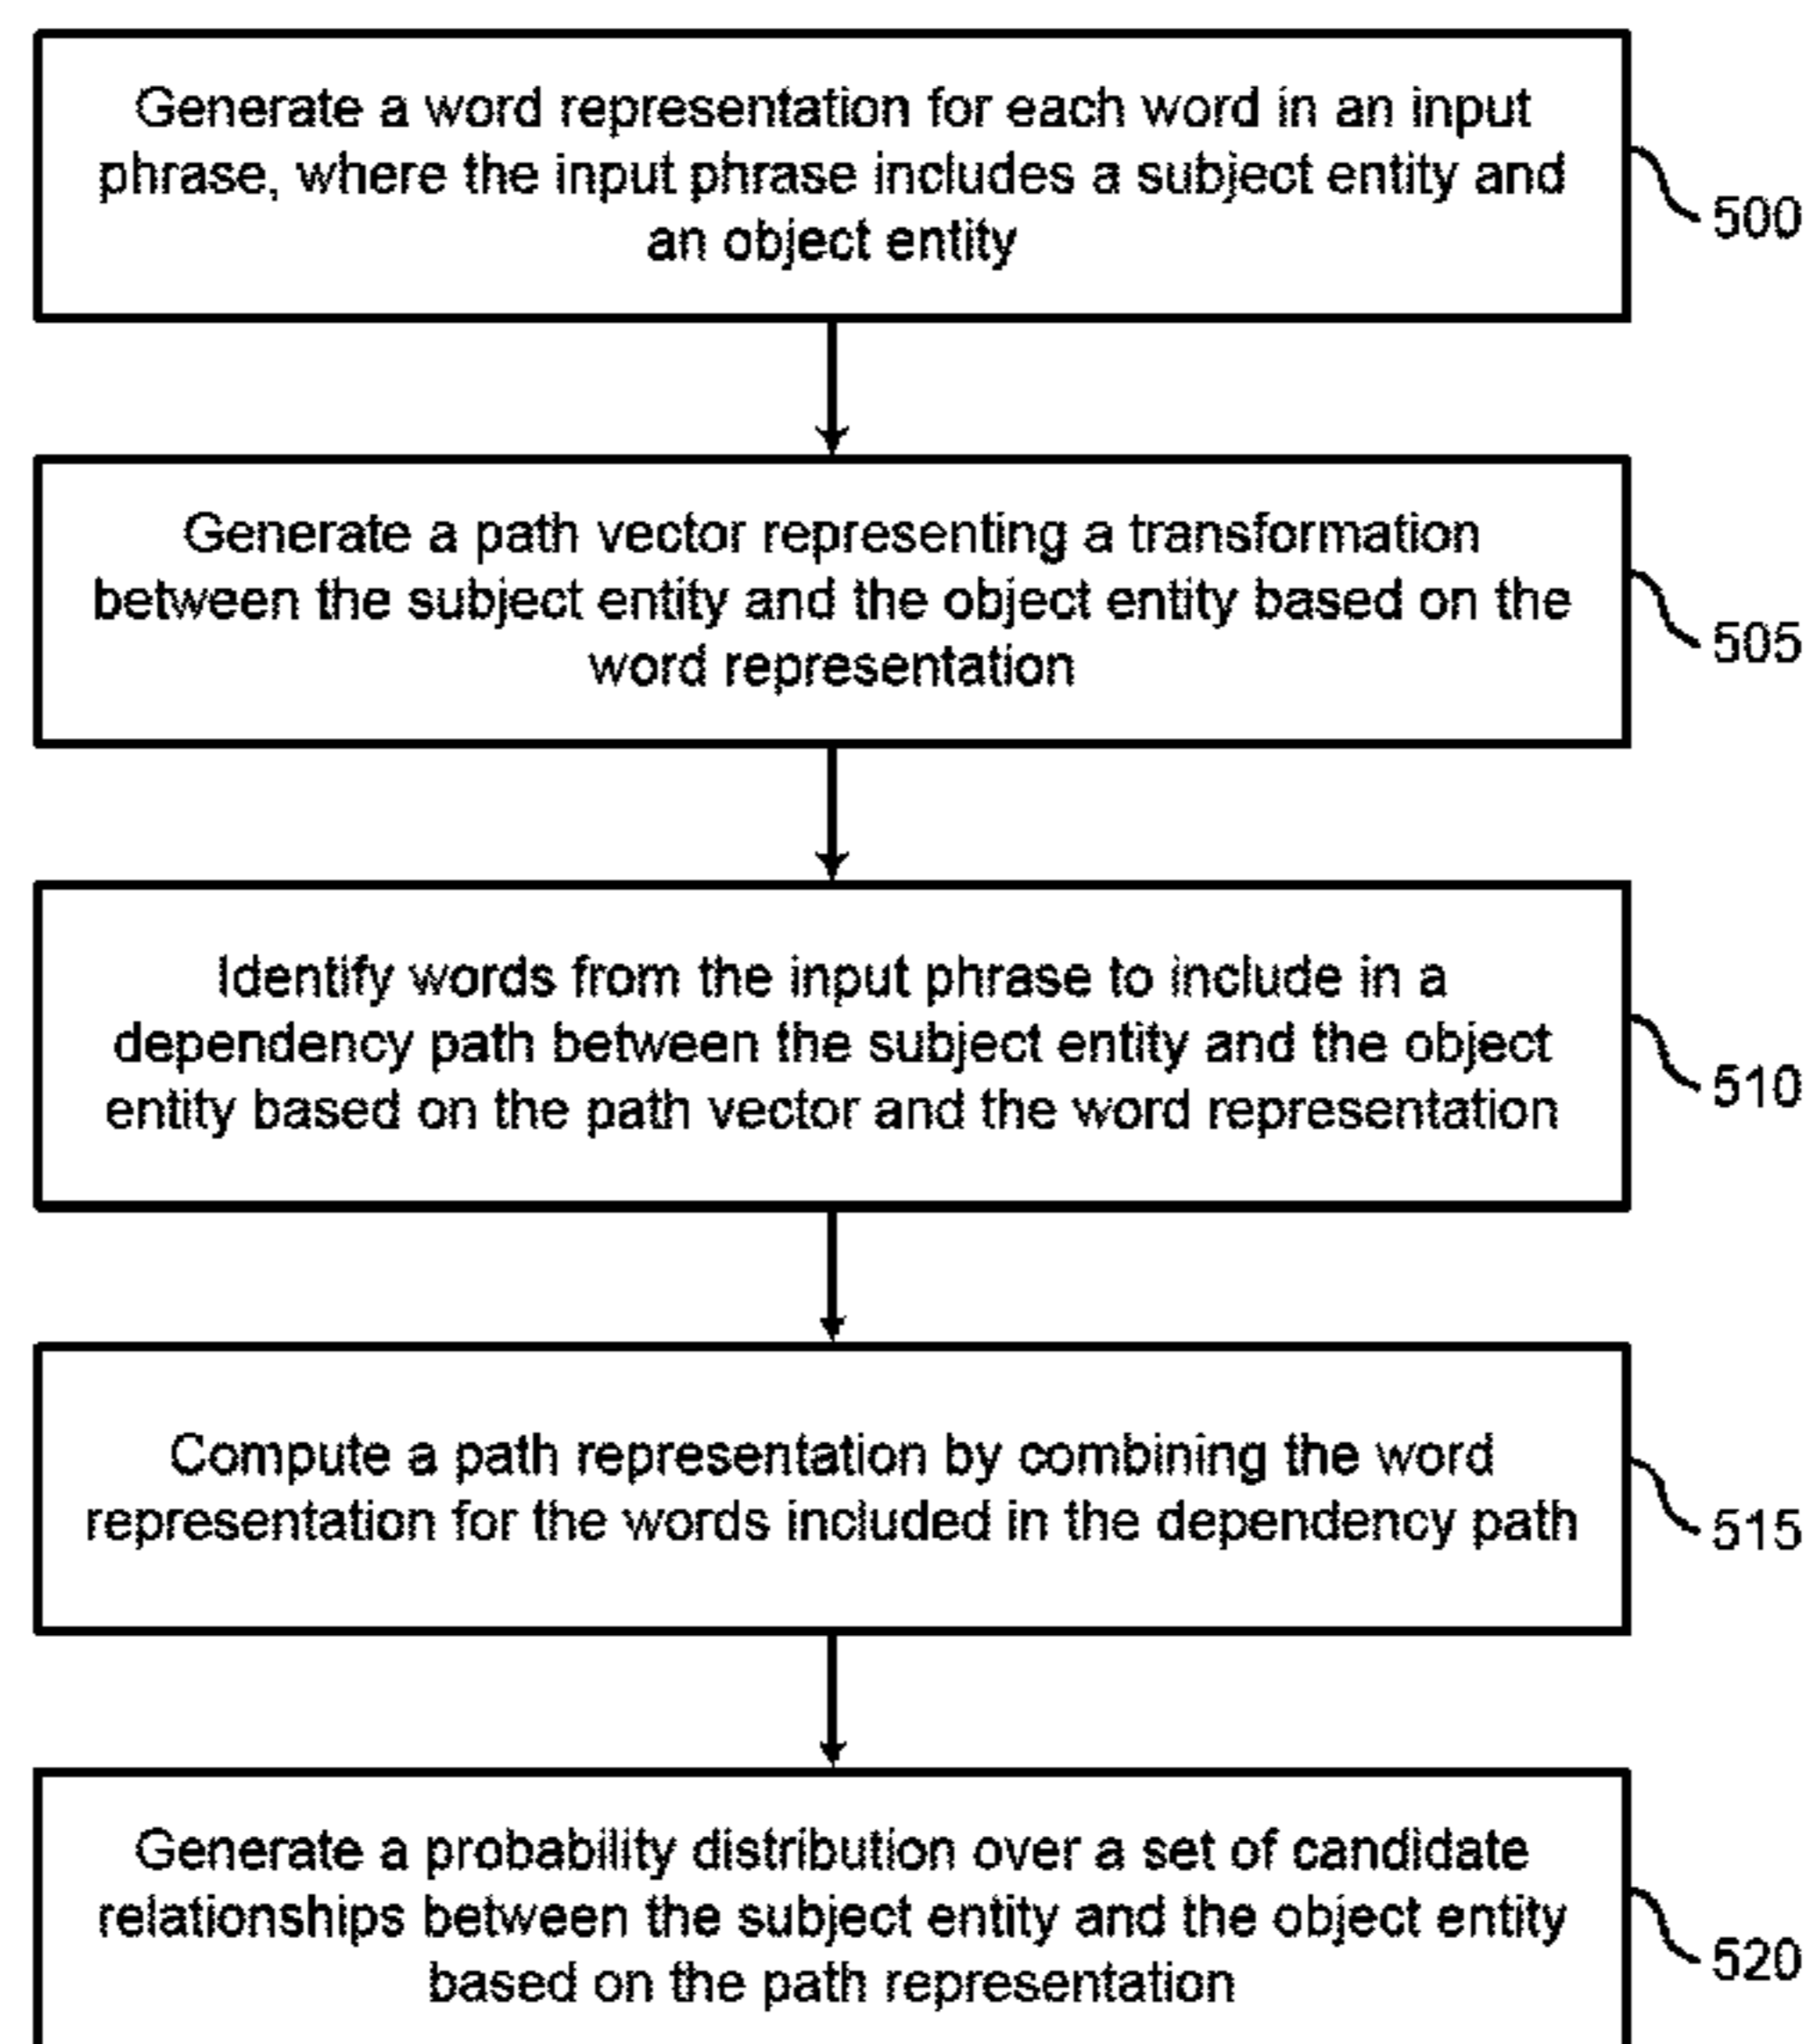 Generate a word representation for each word in an input
phrase, where the input phrase includes a subject entity and
an object entity
500
Generate a path vector representing a transformation
between the subject entity and the object entity based on the
word representation
505
Identify words from the input phrase to include in a
dependency path between the subject entity and the object
entity based on the path vector and the word representation
510
Compute a path representation by combining the word
representation for the words included in the dependency path
515
Generate a probability distribution over a set of candidate
relationships between the subject entity and the object entity
based on the path representation
520